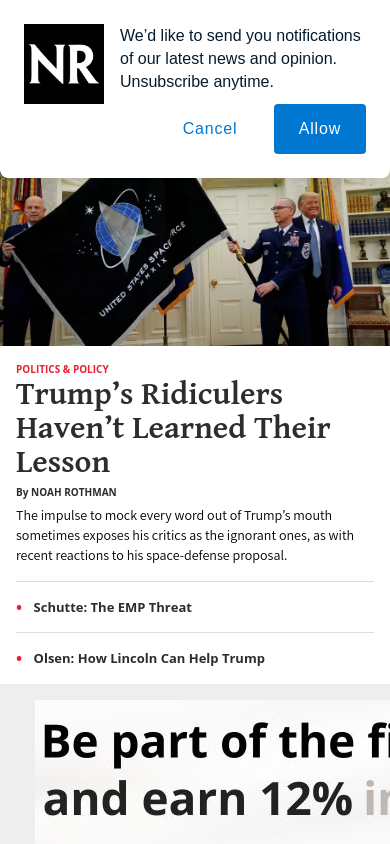 NR
We’d like to send you notifications
of our latest news and opinion.
Unsubscribe anytime.
Cancel
Allow
UNITED STATES SPACE FORCE
MMXIX
POLITICS & POLICY
Trump’s Ridiculers
Haven’t Learned Their
Lesson
By NOAH ROTHMAN
The impulse to mock every word out of Trump’s mouth
sometimes exposes his critics as the ignorant ones, as with
recent reactions to his space-defense proposal.
• Schutte: The EMP Threat
• Olsen: How Lincoln Can Help Trump
Be part of the
and earn 12%